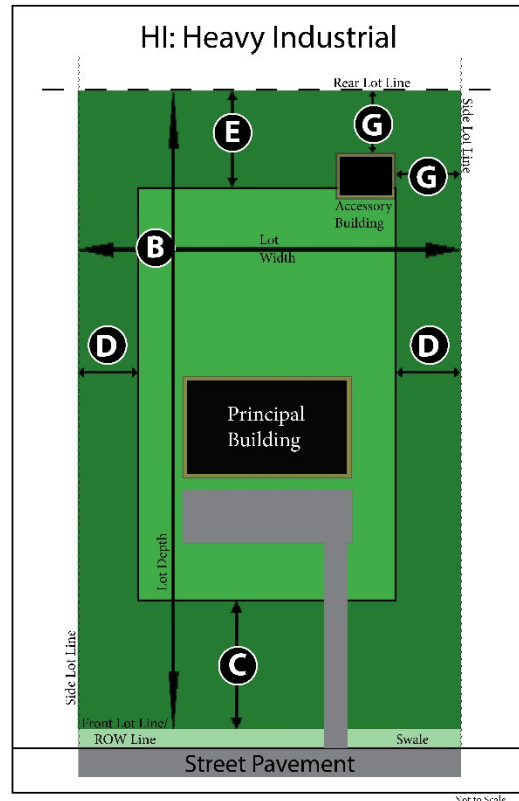 HI: Heavy Industrial
Rear Lot Line
Side Lot Line
E
G
G
Accessory
Building
B
Lot
Width
D
D
Principal
Building
Lot Depth
C
Side Lot Line
Front Lot Line/
ROW Line
Swale
Street Pavement
Not to Scale